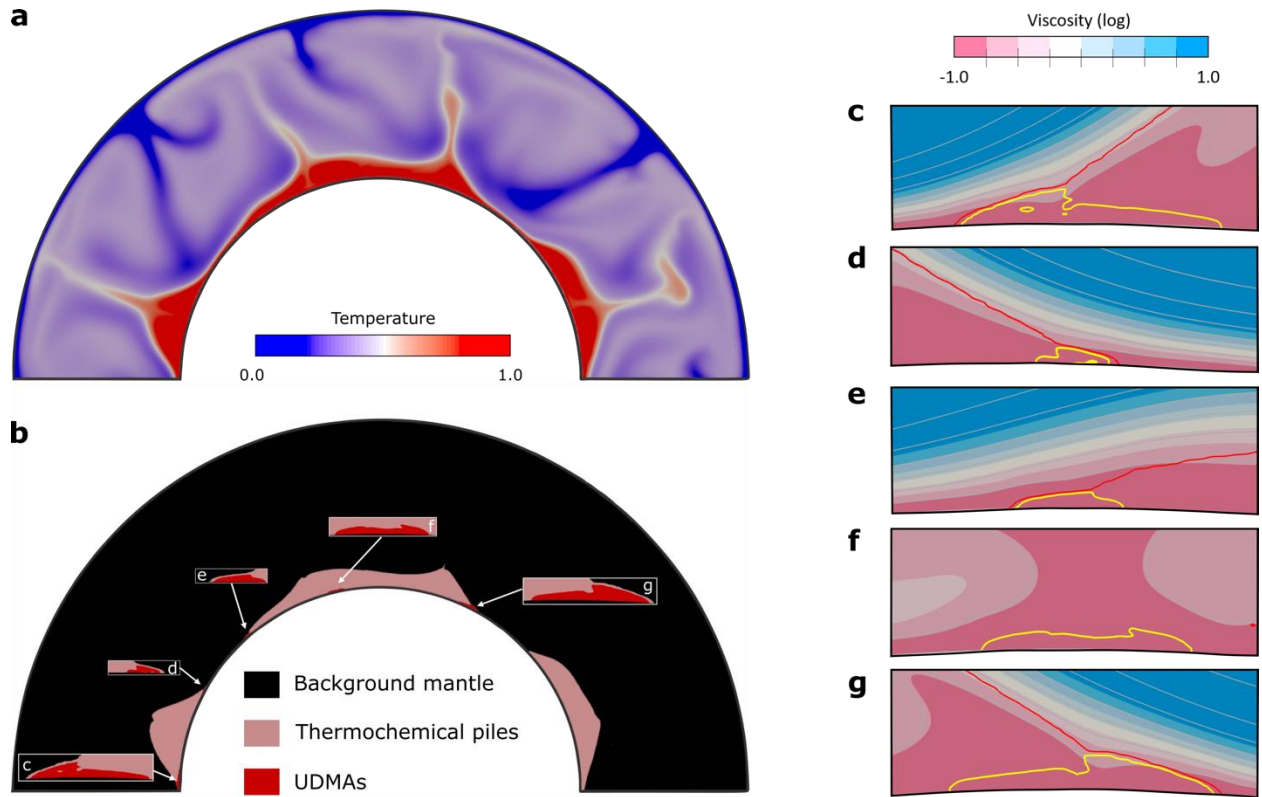 a
Temperature
0.0 1.0
b
f
e
g
d
c
Background mantle
Thermochemical piles
UDMAs
Viscosity (log)
-1.0 1.0
c
d
e
f
g